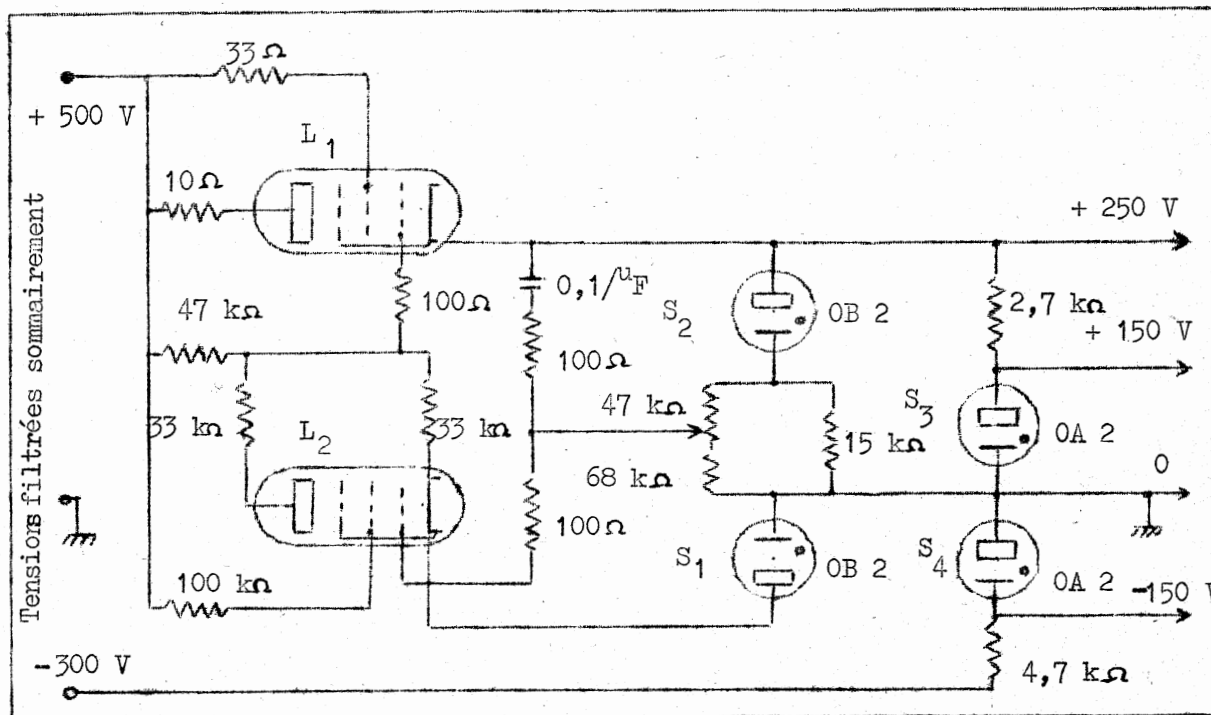 33 Ω
+ 500 V
L 1
10 Ω
Tensions filtrées sommairement
+ 250 V
100 Ω
0,1/uF
S 2
OB 2
2,7 kΩ
47 kΩ
+ 150 V
100 Ω
33 kΩ
L 2
33 kΩ
47 kΩ
S 3
OA 2
15 kΩ
68 kΩ
0
100 Ω
S 1
OB 2
S 4
OA 2
100 kΩ
-150 V
-300 V
4,7 kΩ